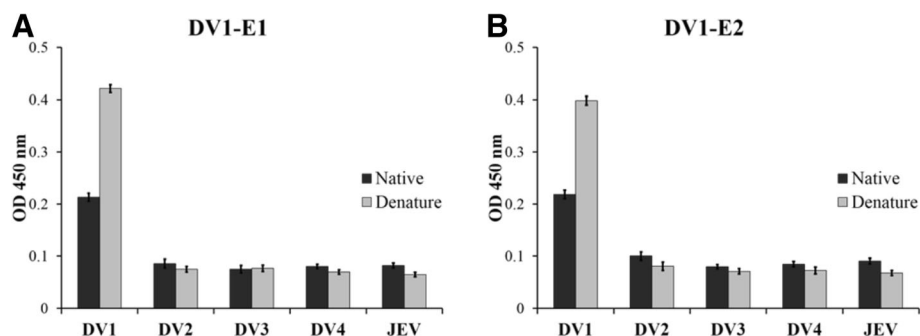 A
DV1-E1
0.5
0.4
0.3
0.2
0.1
0
OD 450 nm
Native
Denature
DV1 DV2 DV3 DV4 JEV
B
DV1-E2
0.5
0.4
0.3
0.2
0.1
0
OD 450 nm
Native
Denature
DV1 DV2 DV3 DV4 JEV